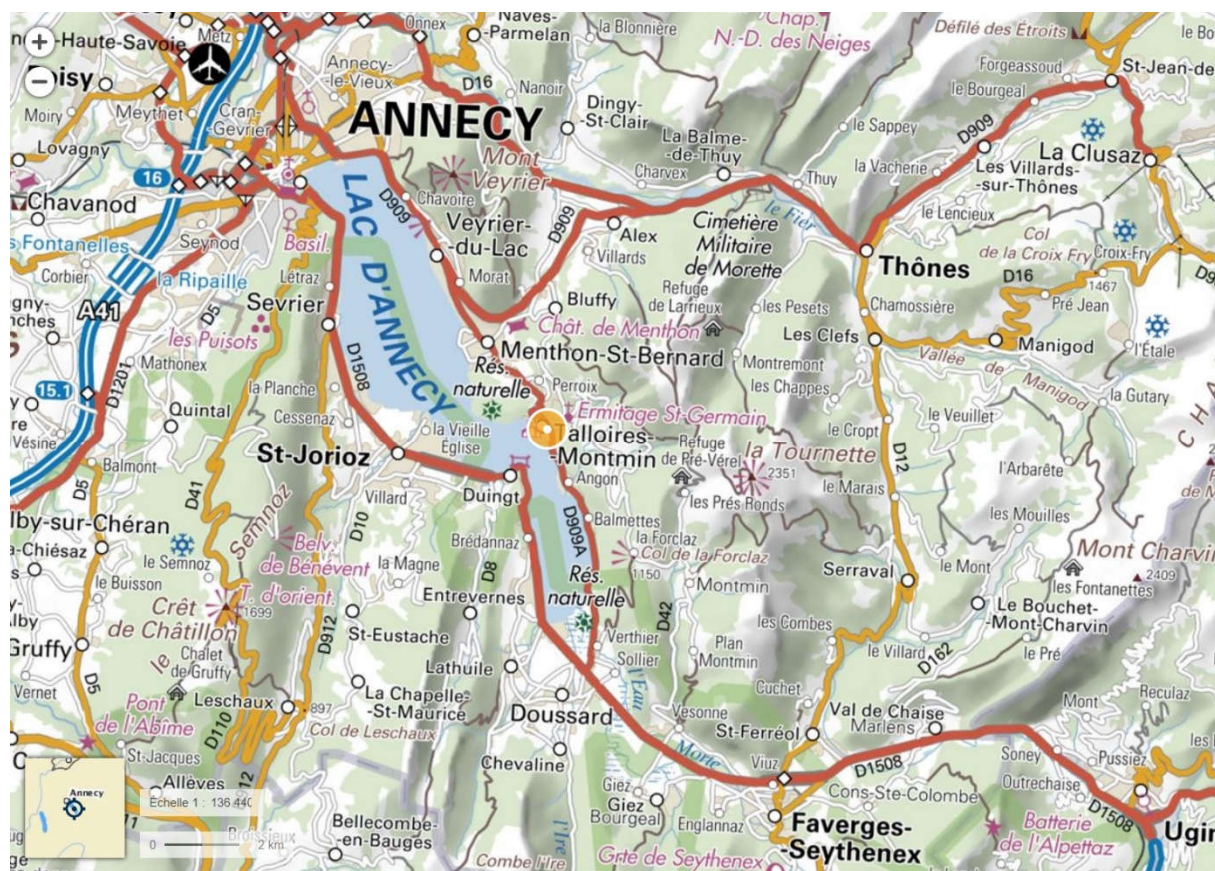 Metz
Onnex
Naves-
-Parmelan
la Blonnière
Chap.
N.-D. des Neiges
Défilé des Étroits
-Haute-Savoie
Forgeassoud
St-Jean-de
Annecy-
-le-Vieux
D16
Nanoir
le Bourgeal
Moiry
Meythet
Cran-
-Gevrier
ANNECY
Dingy-
-St-Clair
le Sappey
D909
Lovagny
La Balme-
-de-Thuy
la Vacherie
La Clusaz
16
Mont
Veyrier
Charvex
Thuy
Les Villards-
-sur-Thônes
Chavanod
LAC D'ANNECY
D909
Chavoire
le Fier
le Lencieux
Seynod
Basil.
Veyrier-
-du-Lac
D909
Alex
Cimetière
Militaire
de Morette
Col
de la Croix Fry
Croix-Fry
s Fontanelles
Corbier
la Ripaille
Létraz
Morat
Villards
Thônes
D16
1467
D9
A41
D5
Sevrier
Bluffy
Refuge
de Larrieux
les Pesets
Chamossière
Pré Jean
les Puisots
Chât. de Menthon
Les Clefs
Manigod
l'Étale
Mathonex
D1508
Menthon-St-Bernard
Montremont
Vallée de Manigod
15.1
D1201
la Planche
Rés.
naturelle
Perroix
les Chappes
la Gutary
Quintal
Cessenaz
la Vieille
Église
Ermitage St-Germain
le Veuillet
Vésine
Talloires-
-Montmin
Refuge
de Pré-Vérel
la Tournette
le Cropt
Balmont
St-Jorioz
2351
D12
l'Arbarête
D5
D41
Villard
Duingt
Angon
les Prés Ronds
le Marais
lby-sur-Chéran
Semnoz
D10
D909A
Balmettes
les Mouilles
-Chiésaz
le Semnoz
Belv.
de Bénévent
Brédannaz
la Forclaz
Col de la Forclaz
Mont Charvin
la Magne
D8
1150
Serraval
le Mont
le Buisson
T. d'orient.
Rés.
naturelle
Montmin
les Fontanettes
2409
Crêt
de Châtillon
1699
Entrevernes
D42
Le Bouchet-
-Mont-Charvin
lby
D912
St-Eustache
Verthier
les Combes
Gruffy
le
Chalet
de Gruffy
Lathuile
Sollier
Plan
Montmin
le Villard
D162
le Pré
Vernet
D5
Leschaux
La Chapelle-
-St-Maurice
l'Eau
Cuchet
Mont
Reculaz
Pont
de l'Abîme
D110
897
Col de Leschaux
Doussard
Vesonne
St-Ferréol
Val de Chaise
Marlens
St-Jacques
Chevaline
Morte
Viuz
D1508
Soney
Pussiez
Allèves
Annecy
Échelle 1 : 136 440
Giez
Giez
Bourgeal
Cons-Ste-Colombe
Outrechaise
D1508
0
2 km
Bellecombe-
-en-Bauges
l'Ire
Combe l'Ire
Englannaz
Faverges-
-Seythenex
Grte de Seythenex
Batterie
de l'Alpettaz
Ugin